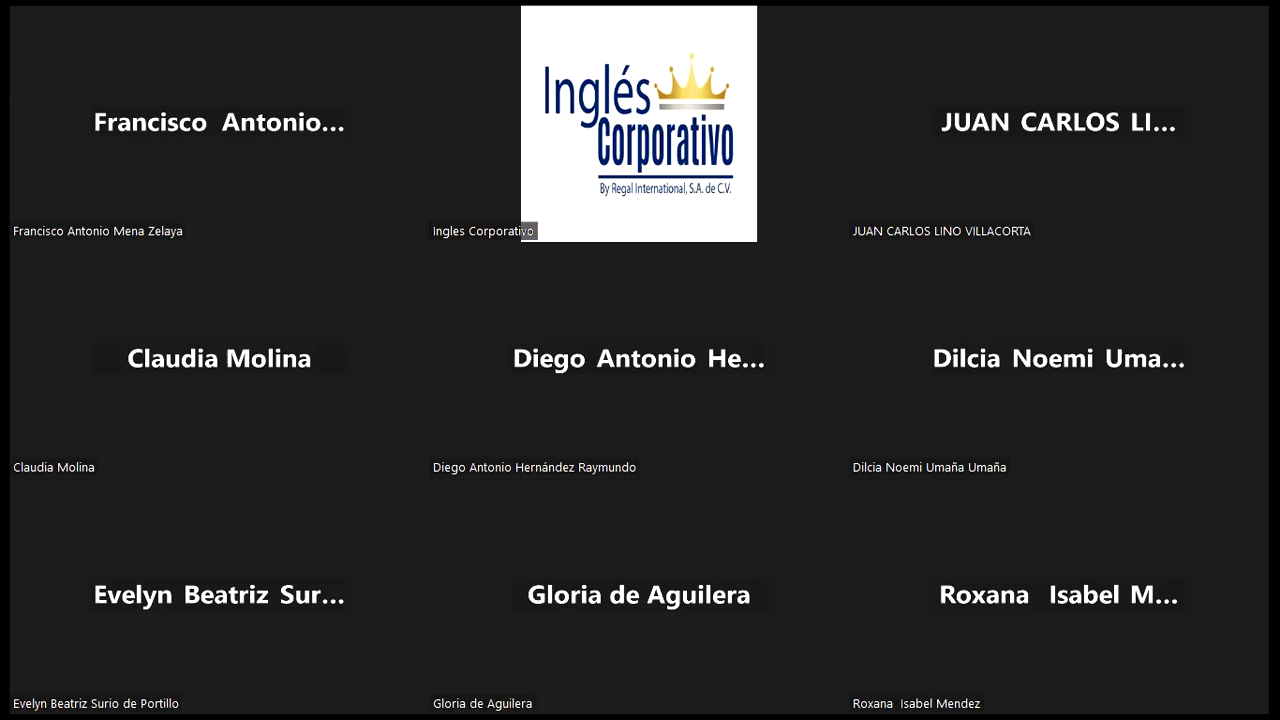 Francisco Antonio...
Inglés
Corporativo
By Regal International, S.A. de C.V.
JUAN CARLOS LI...
Francisco Antonio Mena Zelaya
Ingles Corporativo
JUAN CARLOS LINO VILLACORTA
Claudia Molina
Diego Antonio He...
Dilcia Noemi Uma...
Claudia Molina
Diego Antonio Hernández Raymundo
Dilcia Noemi Umaña Umaña
Evelyn Beatriz Sur...
Gloria de Aguilera
Roxana Isabel M...
Evelyn Beatriz Surio de Portillo
Gloria de Aguilera
Roxana Isabel Mendez